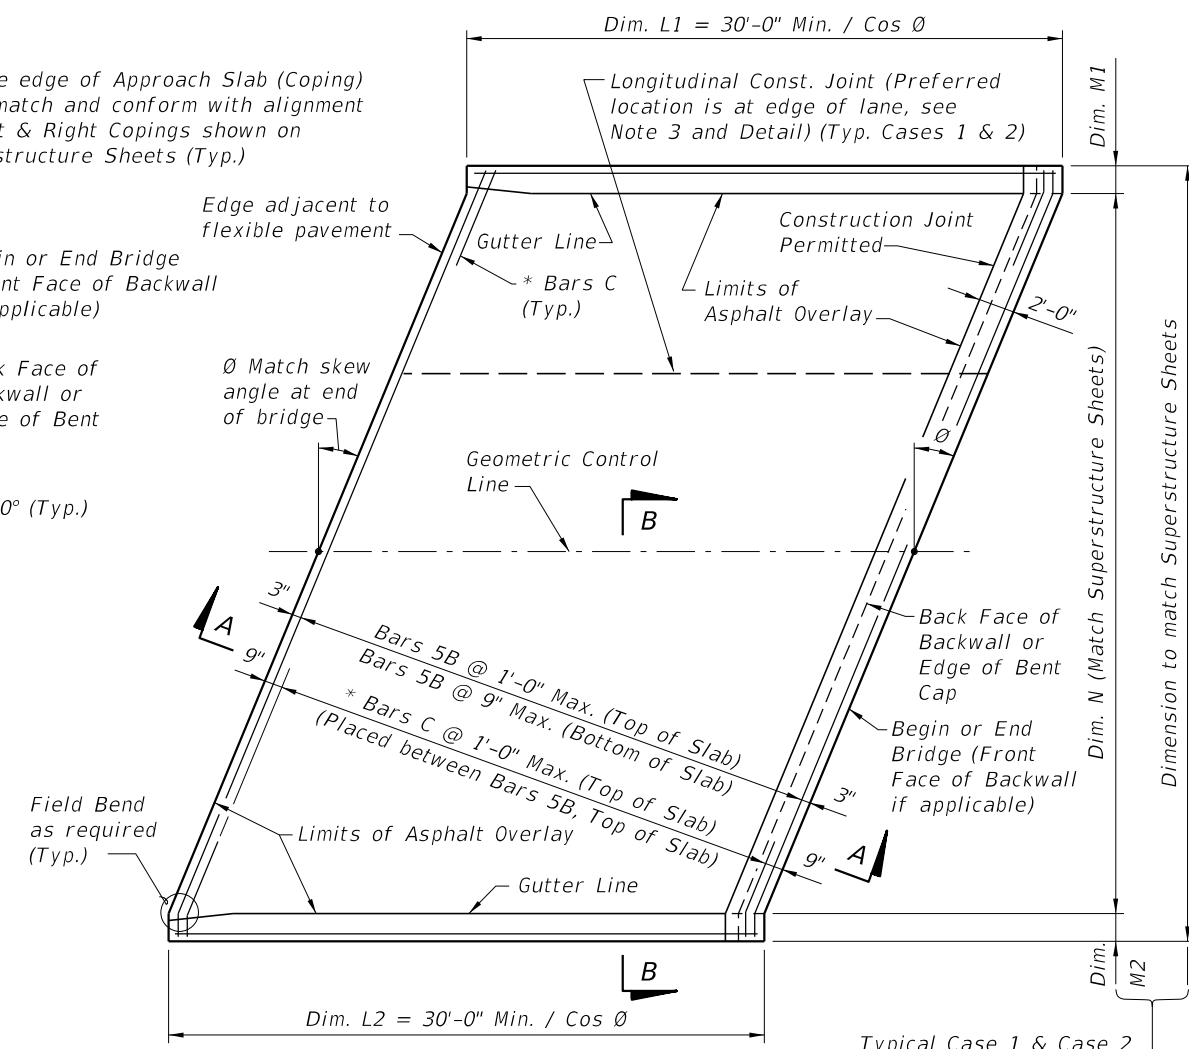 Dim. L1 = 30'-0" Min. / Cos Ø
e edge of Approach Slab (Coping)
match and conform with alignment
t & Right Copings shown on
structure Sheets (Typ.)
Longitudinal Const. Joint (Preferred
location is at edge of lane, see
Note 3 and Detail) (Typ. Cases 1 & 2)
Dim. M1
Edge adjacent to
flexible pavement
Gutter Line
Construction Joint
Permitted
in or End Bridge
nt Face of Backwall
applicable)
* Bars C
(Typ.)
Limits of
Asphalt Overlay
2'-0"
k Face of
kwall or
e of Bent
Ø Match skew
angle at end
of bridge
Ø
Geometric Control
Line
B
0° (Typ.)
Dim. N (Match Superstructure Sheets)
Dimension to match Superstructure Sheets
3"
A
9"
Bars 5B @ 1'-0" Max. (Top of Slab)
Bars 5B @ 9" Max. (Bottom of Slab)
* Bars C @ 1'-0" Max. (Top of Slab)
(Placed between Bars 5B, Top of Slab)
Back Face of
Backwall or
Edge of Bent
Cap
Begin or End
Bridge (Front
Face of Backwall
if applicable)
3"
9"
A
Field Bend
as required
(Typ.)
Limits of Asphalt Overlay
Gutter Line
B
Dim.
M2
Dim. L2 = 30'-0" Min. / Cos Ø
Typical Case 1 & Case 2